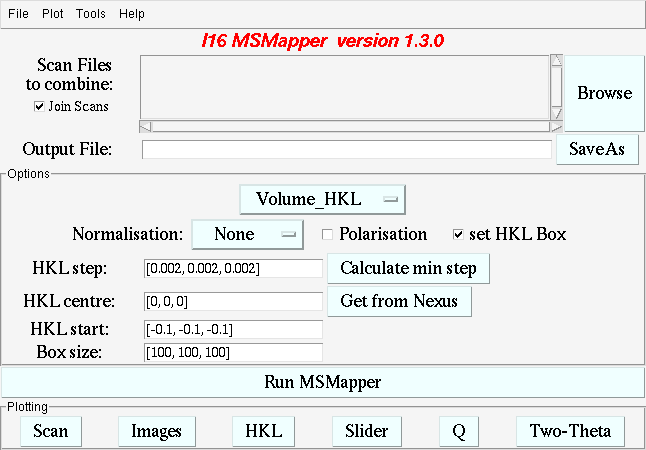 File Plot Tools Help
I16 MSMapper version 1.3.0
Scan Files
to combine:
Join Scans
Browse
Output File:
SaveAs
Options
Volume_HKL
Normalisation: None Polarisation set HKL Box
HKL step: [0.002, 0.002, 0.002] Calculate min step
HKL centre: [0, 0, 0] Get from Nexus
HKL start: [-0.1, -0.1, -0.1]
Box size: [100, 100, 100]
Run MSMapper
Plotting
Scan Images HKL Slider Q Two-Theta